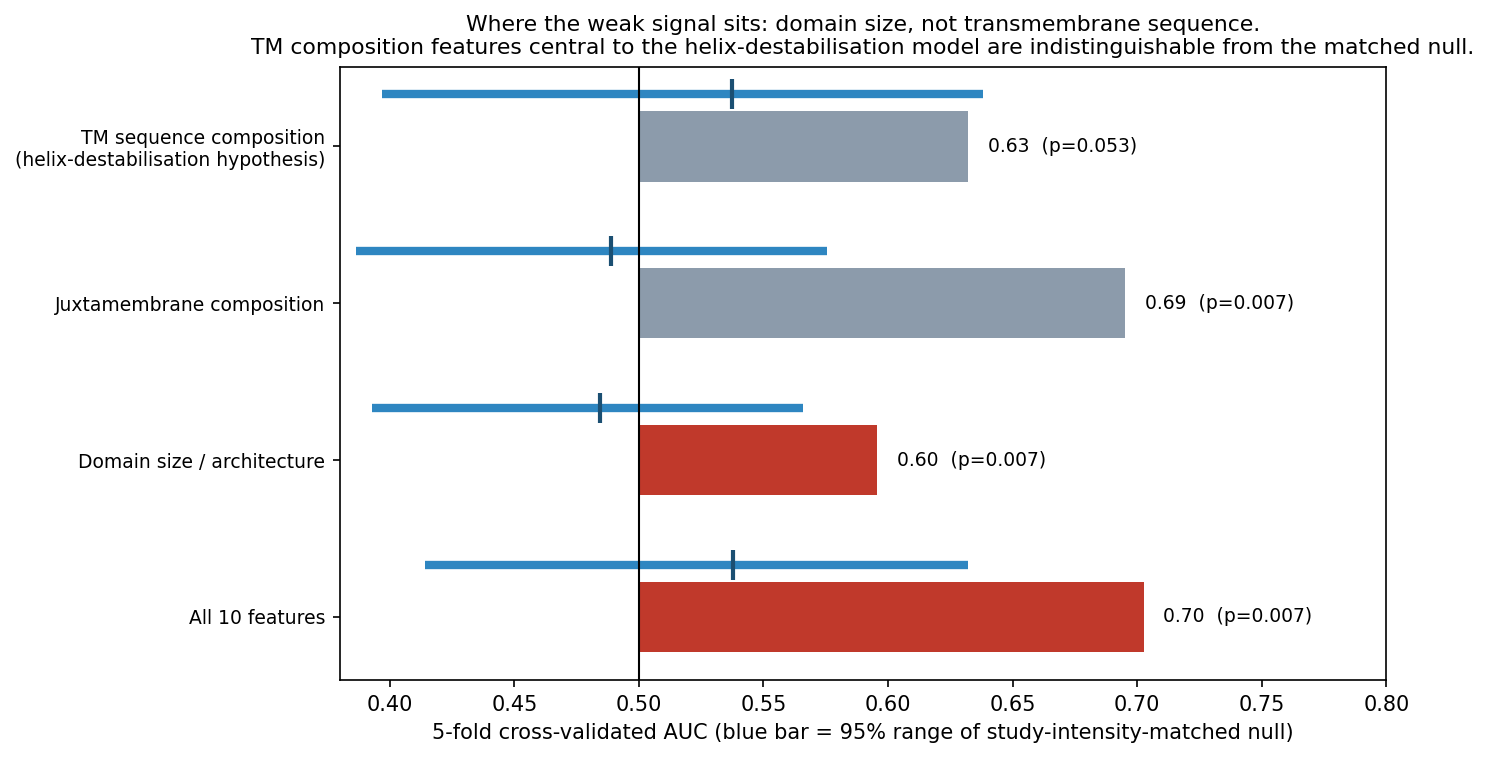 Where the weak signal sits: domain size, not transmembrane sequence.
TM composition features central to the helix-destabilisation model are indistinguishable from the matched null.
TM sequence composition
(helix-destabilisation hypothesis)
0.63 (p=0.053)
Juxtamembrane composition
0.69 (p=0.007)
Domain size / architecture
0.60 (p=0.007)
All 10 features
0.70 (p=0.007)
0.40 0.45 0.50 0.55 0.60 0.65 0.70 0.75 0.80
5-fold cross-validated AUC (blue bar = 95% range of study-intensity-matched null)